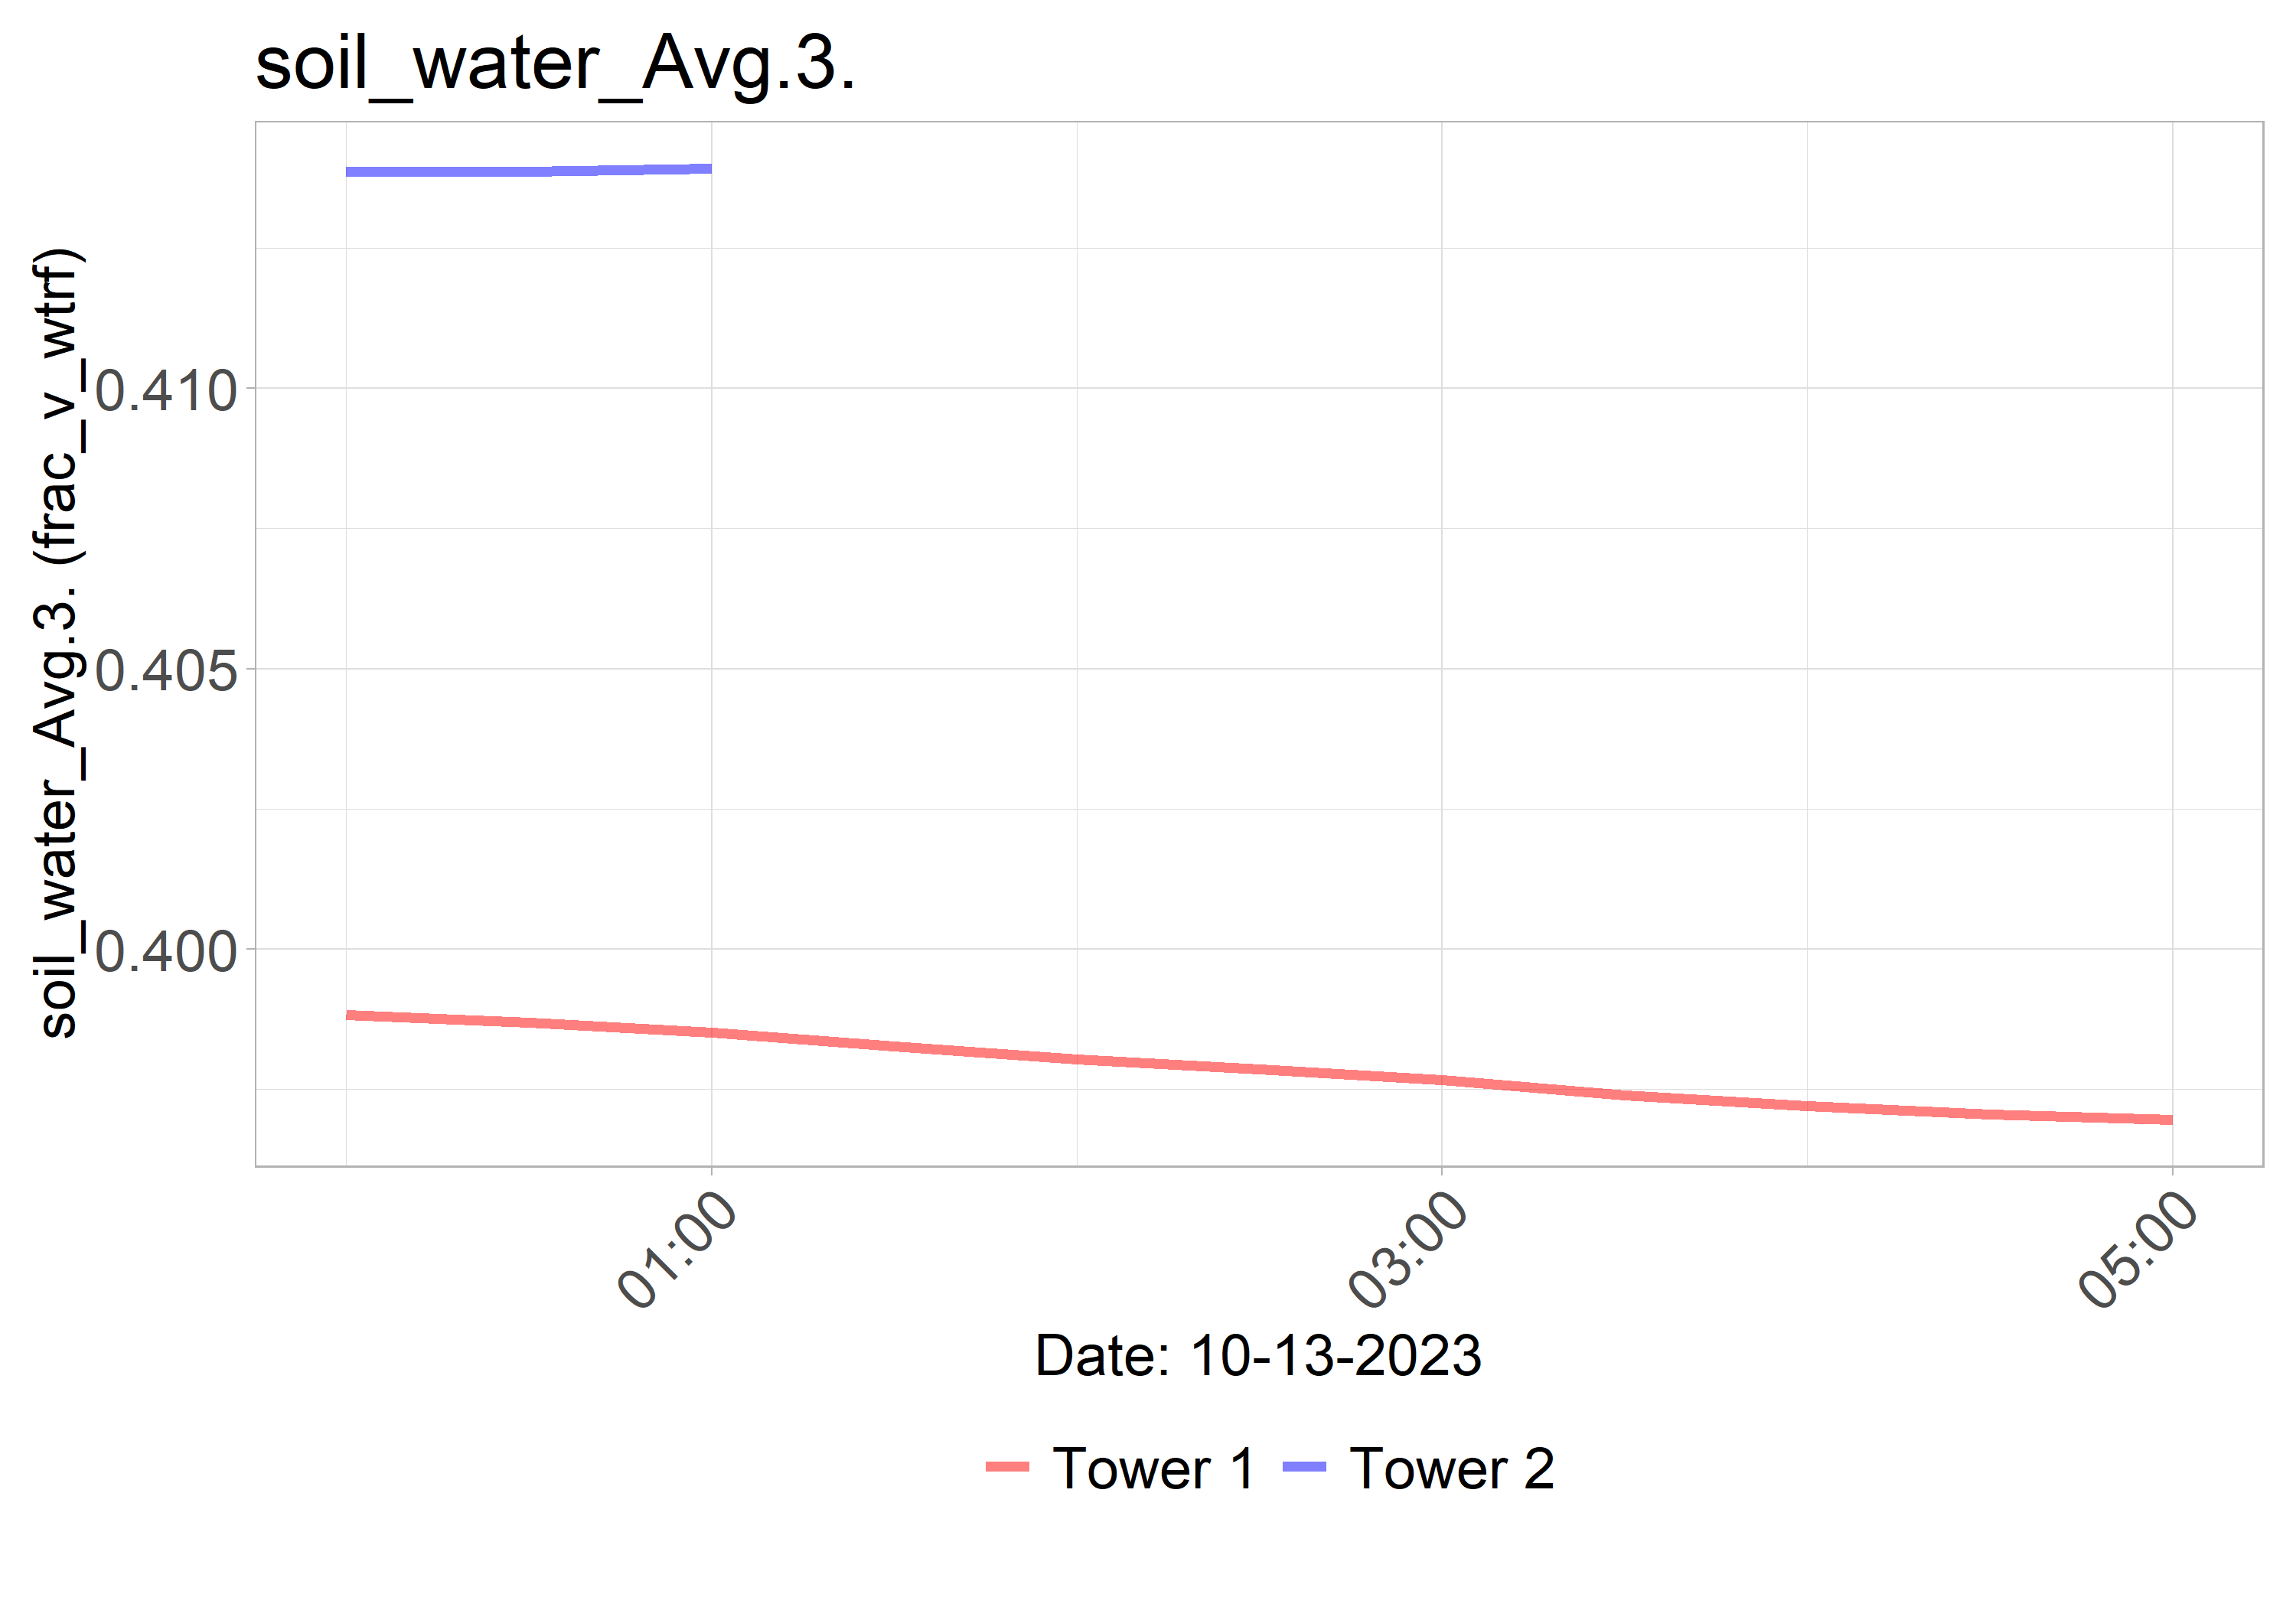 soil_water_Avg.3.
soil_water_Avg.3. (frac_v_wtrf)
0.410
0.405
0.400
01:00
03:00
05:00
Date: 10-13-2023
Tower 1
Tower 2